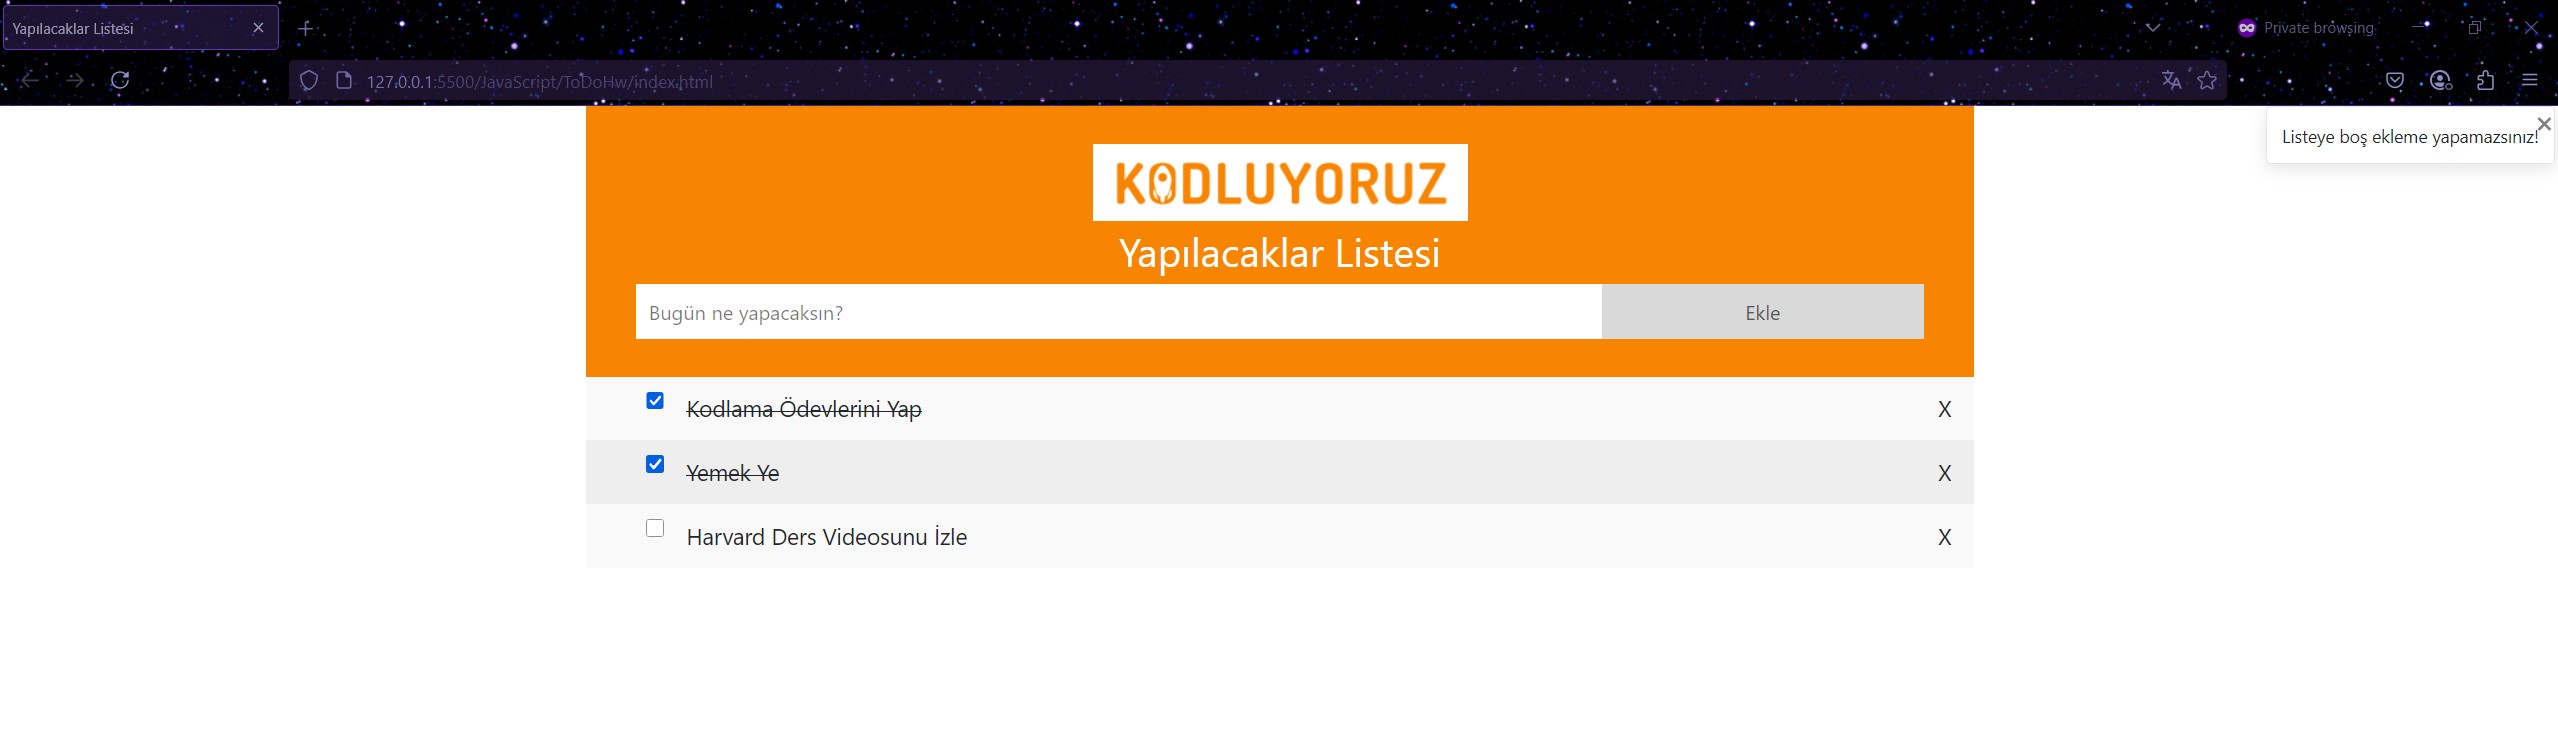 Yapılacaklar Listesi
Private browsing
127.0.0.1:5500/JavaScript/ToDoHw/index.html
Listeye boş ekleme yapamazsınız!
KODLUYORUZ
Yapılacaklar Listesi
Bugün ne yapacaksın?
Ekle
Kodlama Ödevlerini Yap
X
Yemek Ye
X
Harvard Ders Videosunu İzle
X